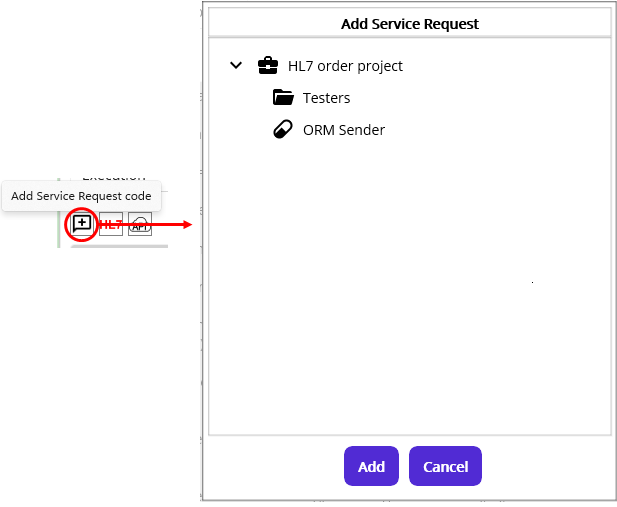 Add Service Request
HL7 order project
Testers
ORM Sender
Execution
Add Service Request code
HL7
API
Add
Cancel